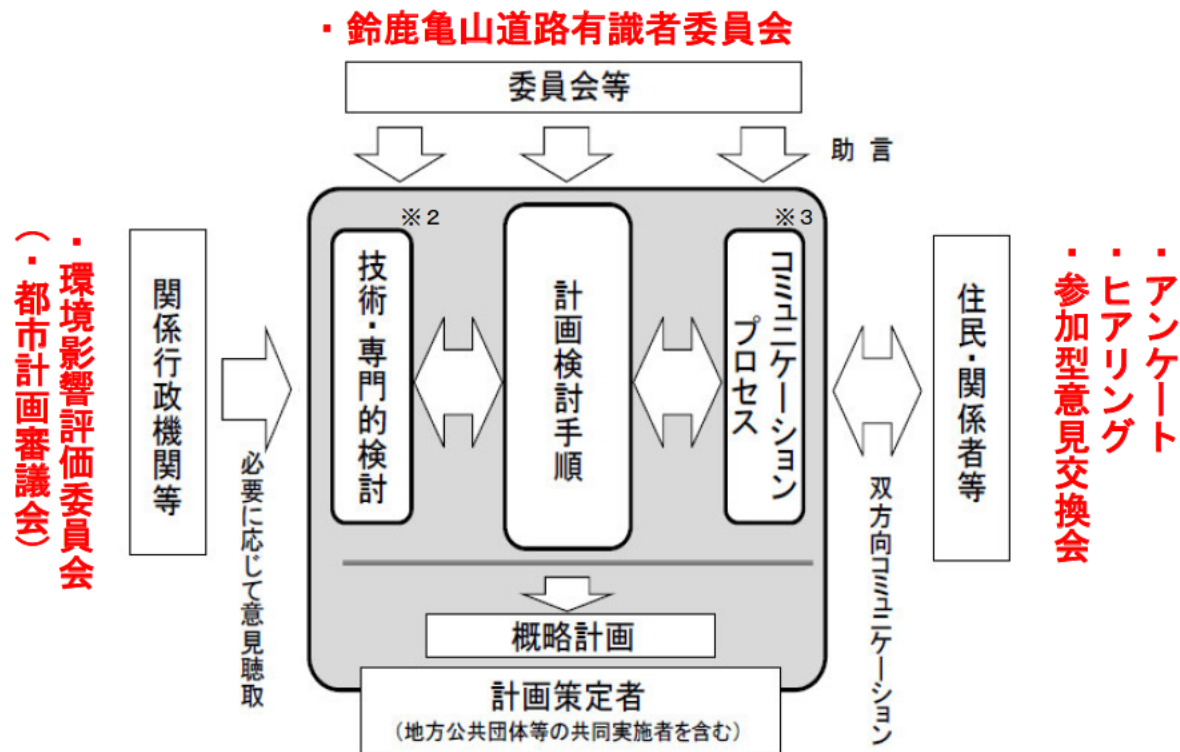 ・鈴鹿亀山道路有識者委員会
委員会等
助言
※2
※3
・環境影響評価委員会
（・都市計画審議会）
関係行政機関等
必要に応じて意見聴取
技術・専門的検討
計画検討手順
コミュニケーション
プロセス
双方向コミュニケーション
住民・関係者等
・アンケート
・ヒアリング
・参加型意見交換会
概略計画
計画策定者
（地方公共団体等の共同実施者を含む）